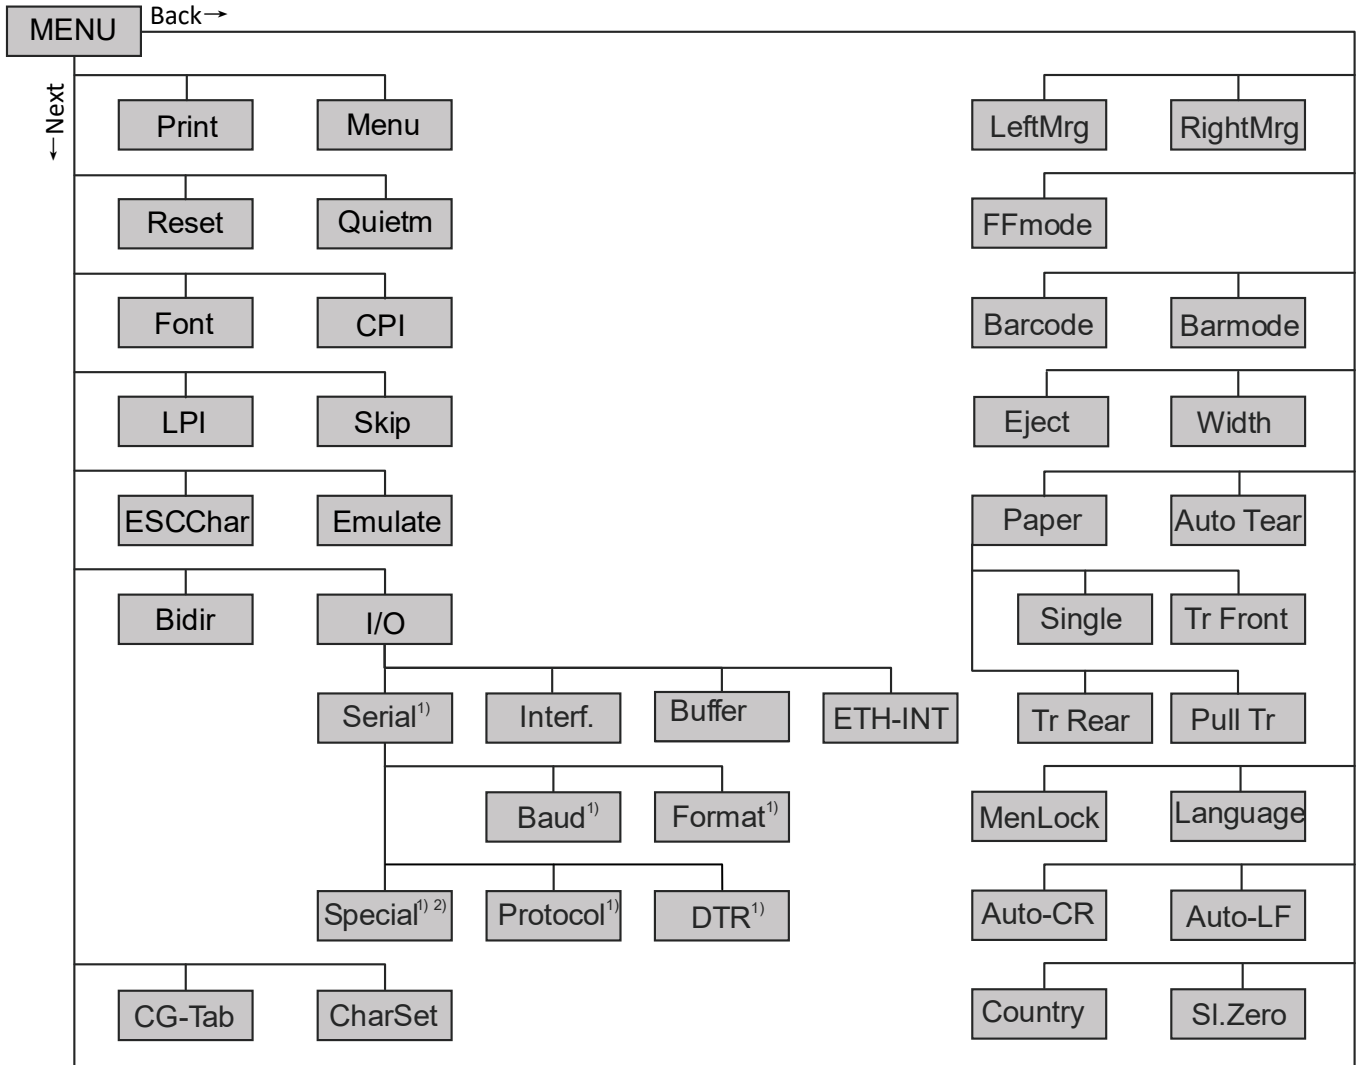 MENU
Back→
←Next
Print Menu LeftMrg RightMrg
Reset Quietm FFmode
Font CPI Barcode Barmode
LPI Skip Eject Width
ESCChar Emulate Paper Auto Tear
Bidir I/O Single Tr Front
Serial1) Interf. Buffer ETH-INT Tr Rear Pull Tr
Baud1) Format1) MenLock Language
Special1) 2) Protocol1) DTR1) Auto-CR Auto-LF
CG-Tab CharSet Country Sl.Zero